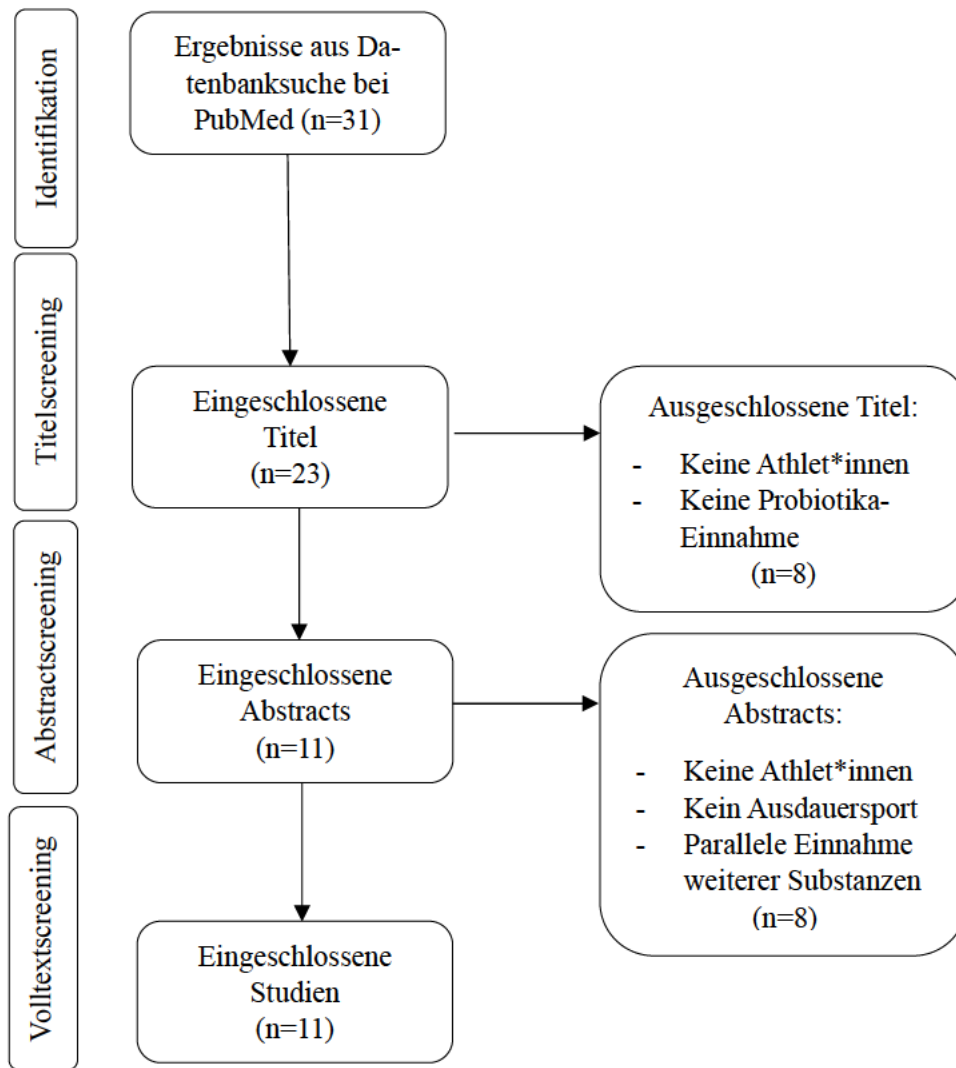 Identifikation
Ergebnisse aus Da-
tenbanksuche bei
PubMed (n=31)
Titelscreening
Eingeschlossene
Titel
(n=23)
Ausgeschlossene Titel:
- Keine Athlet*innen
- Keine Probiotika-
Einnahme
(n=8)
Abstractscreening
Eingeschlossene
Abstracts
(n=11)
Ausgeschlossene
Abstracts:
- Keine Athlet*innen
- Kein Ausdauersport
- Parallele Einnahme
weiterer Substanzen
(n=8)
Volltextscreening
Eingeschlossene
Studien
(n=11)